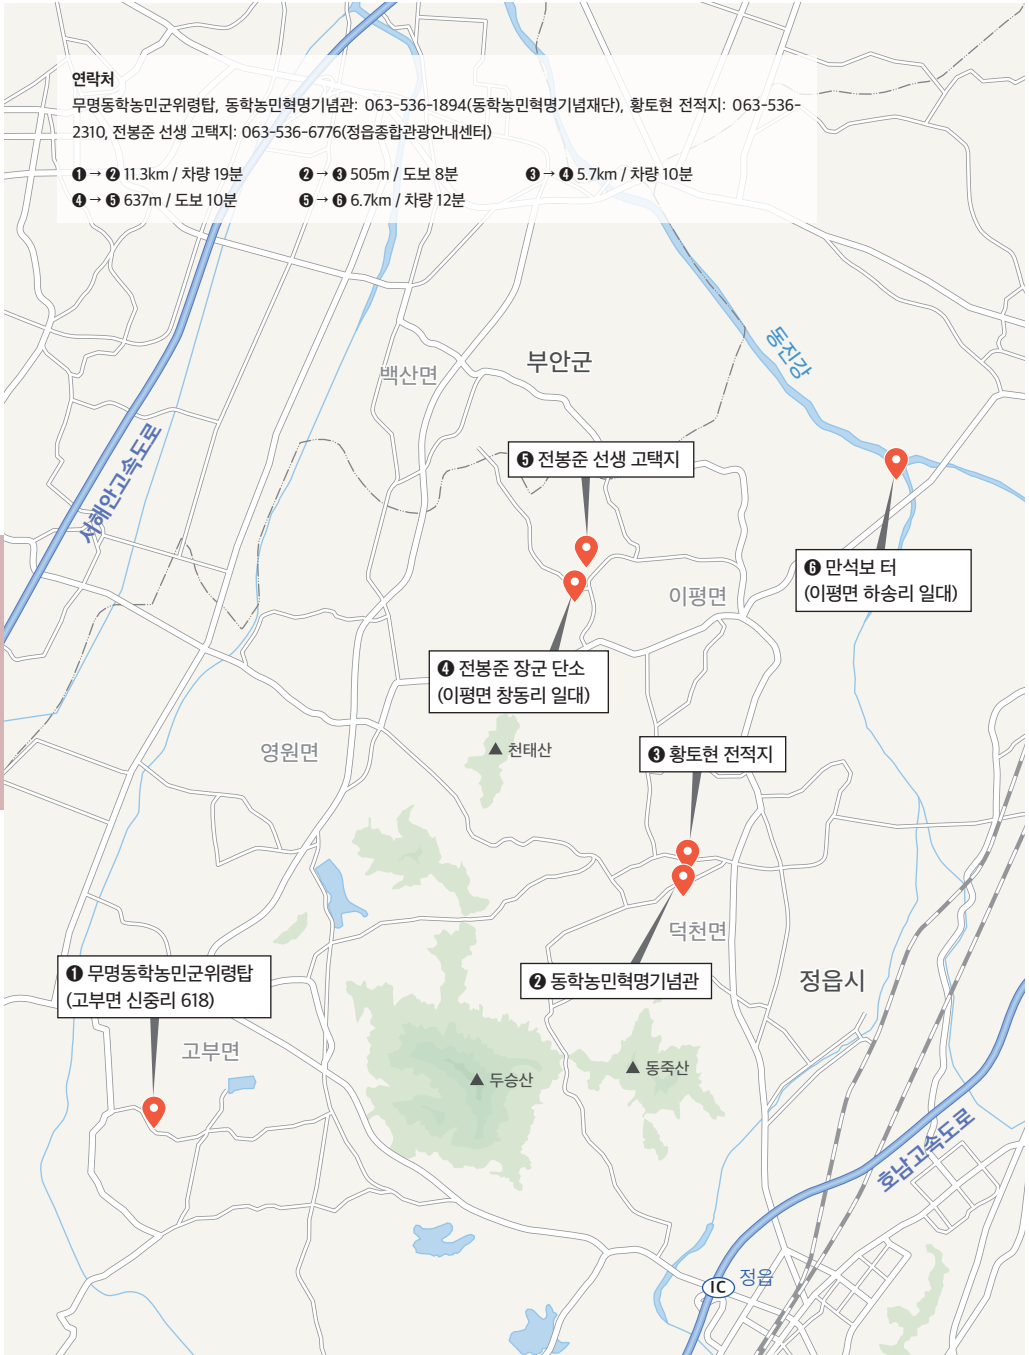 연락처
무명동학농민군위령탑, 동학농민혁명기념관: 063-536-1894(동학농민혁명기념재단), 황토현 전적지: 063-536-
2310, 전봉준 선생 고택지: 063-536-6776(정읍종합관광안내센터)
❶ → ❷ 11.3km / 차량 19분 ❷ → ❸ 505m / 도보 8분 ❸ → ❹ 5.7km / 차량 10분
❹ → ❺ 637m / 도보 10분 ❺ → ❻ 6.7km / 차량 12분
동진강
부안군
백산면
서해안고속도로
❺ 전봉준 선생 고택지
❻ 만석보 터
(이평면 하송리 일대)
이평면
❹ 전봉준 장군 단소
(이평면 창동리 일대)
영원면
▲ 천태산
❸ 황토현 전적지
덕천면
❷ 동학농민혁명기념관
정읍시
❶ 무명동학농민군위령탑
(고부면 신중리 618)
고부면
▲ 두승산
▲ 동죽산
호남고속도로
IC 정읍